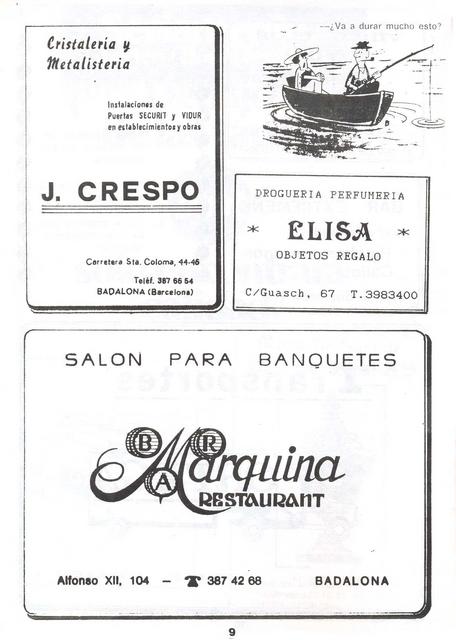 Cristaleria y
Metalisteria
Instalaciones de
Puertas SECURIT y VIDUR
en establecimientos y obras
J. CRESPO
Carretera Sta. Coloma, 44-46
Teléf. 387 66 54
BADALONA (Barcelona)
--¿Va a durar mucho esto?
DROGUERIA PERFUMERIA
* ELISA *
OBJETOS REGALO
C/Guasch, 67 T.3983400
SALON PARA BANQUETES
BAR
Marquina
RESTAURANT
Alfonso XII, 104 - ☎ 387 42 68 BADALONA
9